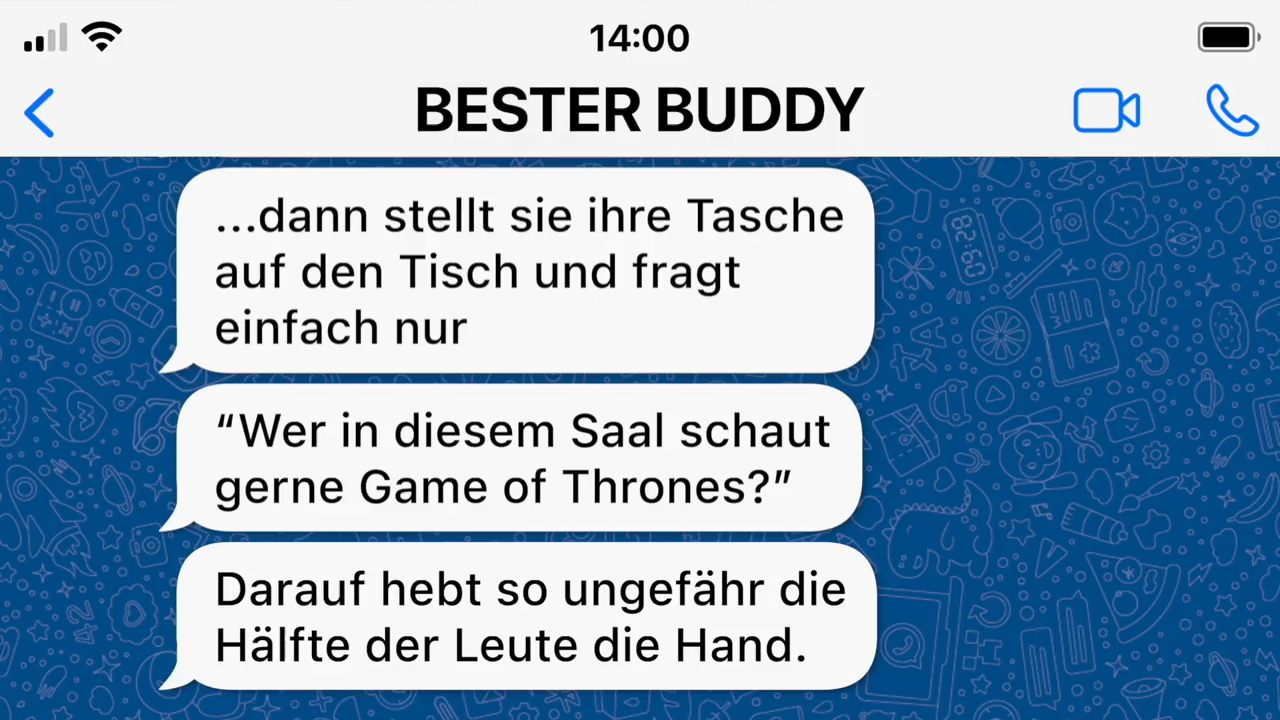 14:00
BESTER BUDDY
...dann stellt sie ihre Tasche
auf den Tisch und fragt
einfach nur
“Wer in diesem Saal schaut
gerne Game of Thrones?”
Darauf hebt so ungefähr die
Hälfte der Leute die Hand.